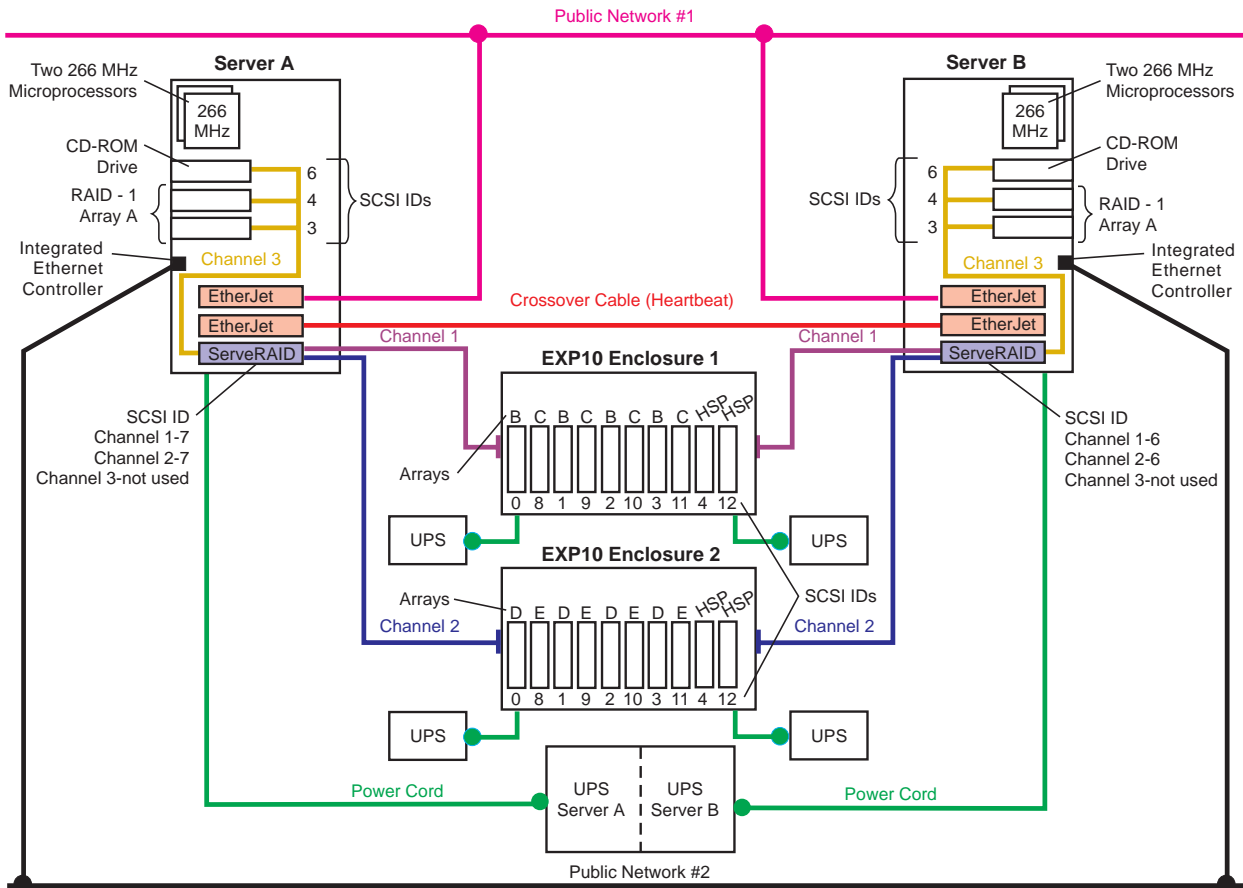 Public Network #1
Server A
Two 266 MHz
Microprocessors
266
MHz
CD-ROM
Drive
RAID - 1
Array A
6
4
3
SCSI IDs
Integrated
Ethernet
Controller
Channel 3
EtherJet
EtherJet
ServeRAID
SCSI ID
Channel 1-7
Channel 2-7
Channel 3-not used
Server B
Two 266 MHz
Microprocessors
266
MHz
CD-ROM
Drive
RAID - 1
Array A
6
4
3
SCSI IDs
Integrated
Ethernet
Controller
Channel 3
EtherJet
EtherJet
ServeRAID
SCSI ID
Channel 1-6
Channel 2-6
Channel 3-not used
Crossover Cable (Heartbeat)
Channel 1
Channel 1
EXP10 Enclosure 1
B C B C B C B C HSP HSP
Arrays
0 8 1 9 2 10 3 11 4 12
UPS
UPS
EXP10 Enclosure 2
Arrays
D E D E D E D E HSP HSP
SCSI IDs
Channel 2
Channel 2
0 8 1 9 2 10 3 11 4 12
UPS
UPS
Power Cord
UPS
Server A
UPS
Server B
Power Cord
Public Network #2